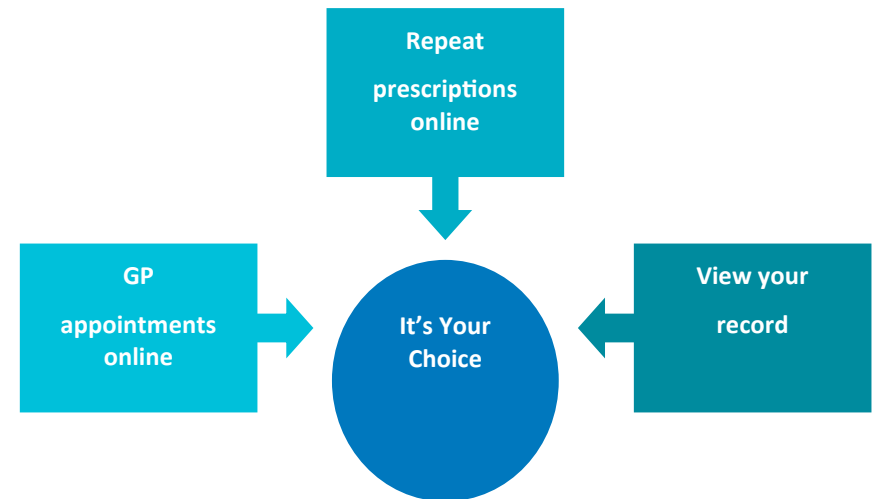 Repeat
prescriptions
online
GP
appointments
online
It’s Your
Choice
View your
record